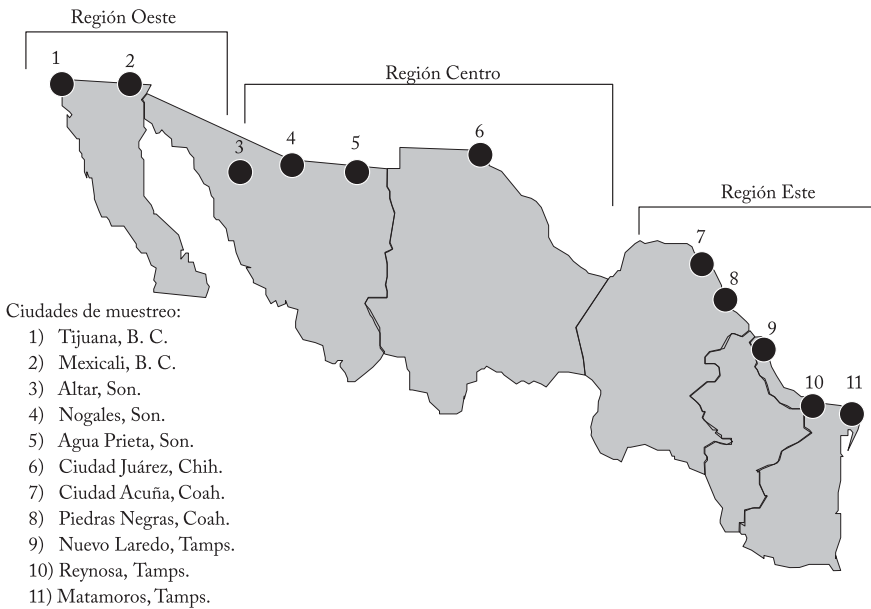 Región Oeste
1
2
Región Centro
3
4
5
6
Región Este
7
8
9
10
11
Ciudades de muestreo:
1) Tijuana, B. C.
2) Mexicali, B. C.
3) Altar, Son.
4) Nogales, Son.
5) Agua Prieta, Son.
6) Ciudad Juárez, Chih.
7) Ciudad Acuña, Coah.
8) Piedras Negras, Coah.
9) Nuevo Laredo, Tamps.
10) Reynosa, Tamps.
11) Matamoros, Tamps.